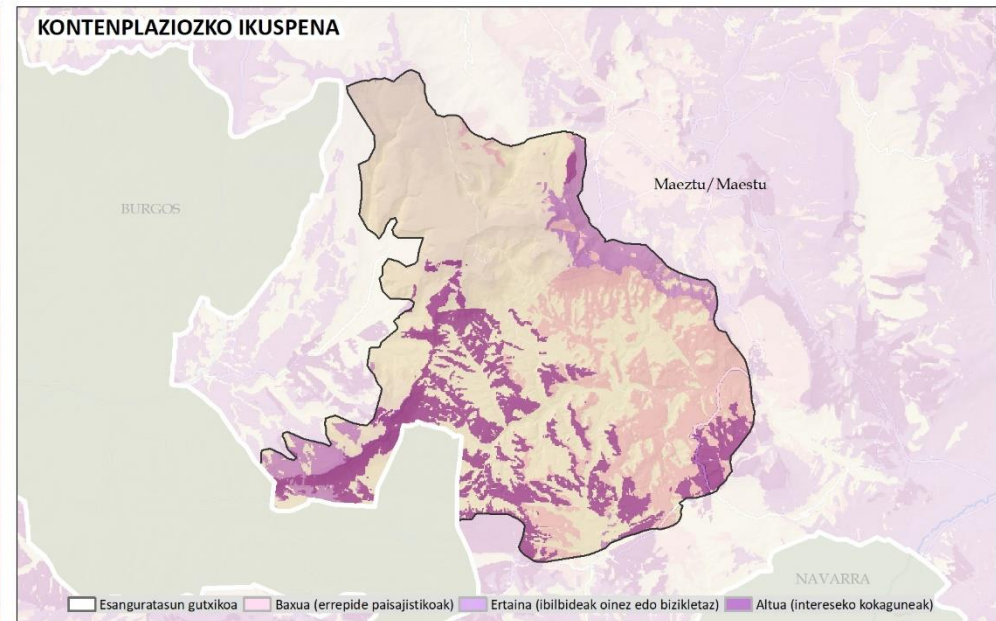 KONTENPLAZIOZKO IKUSPENA
Maeztu/Maestu
BURGOS
NAVARRA
Esanguratasun gutxikoa Baxua (errepide paisajistikoak) Ertaina (ibilbideak oinez edo bizikletaz) Altua (intereseko kokaguneak)